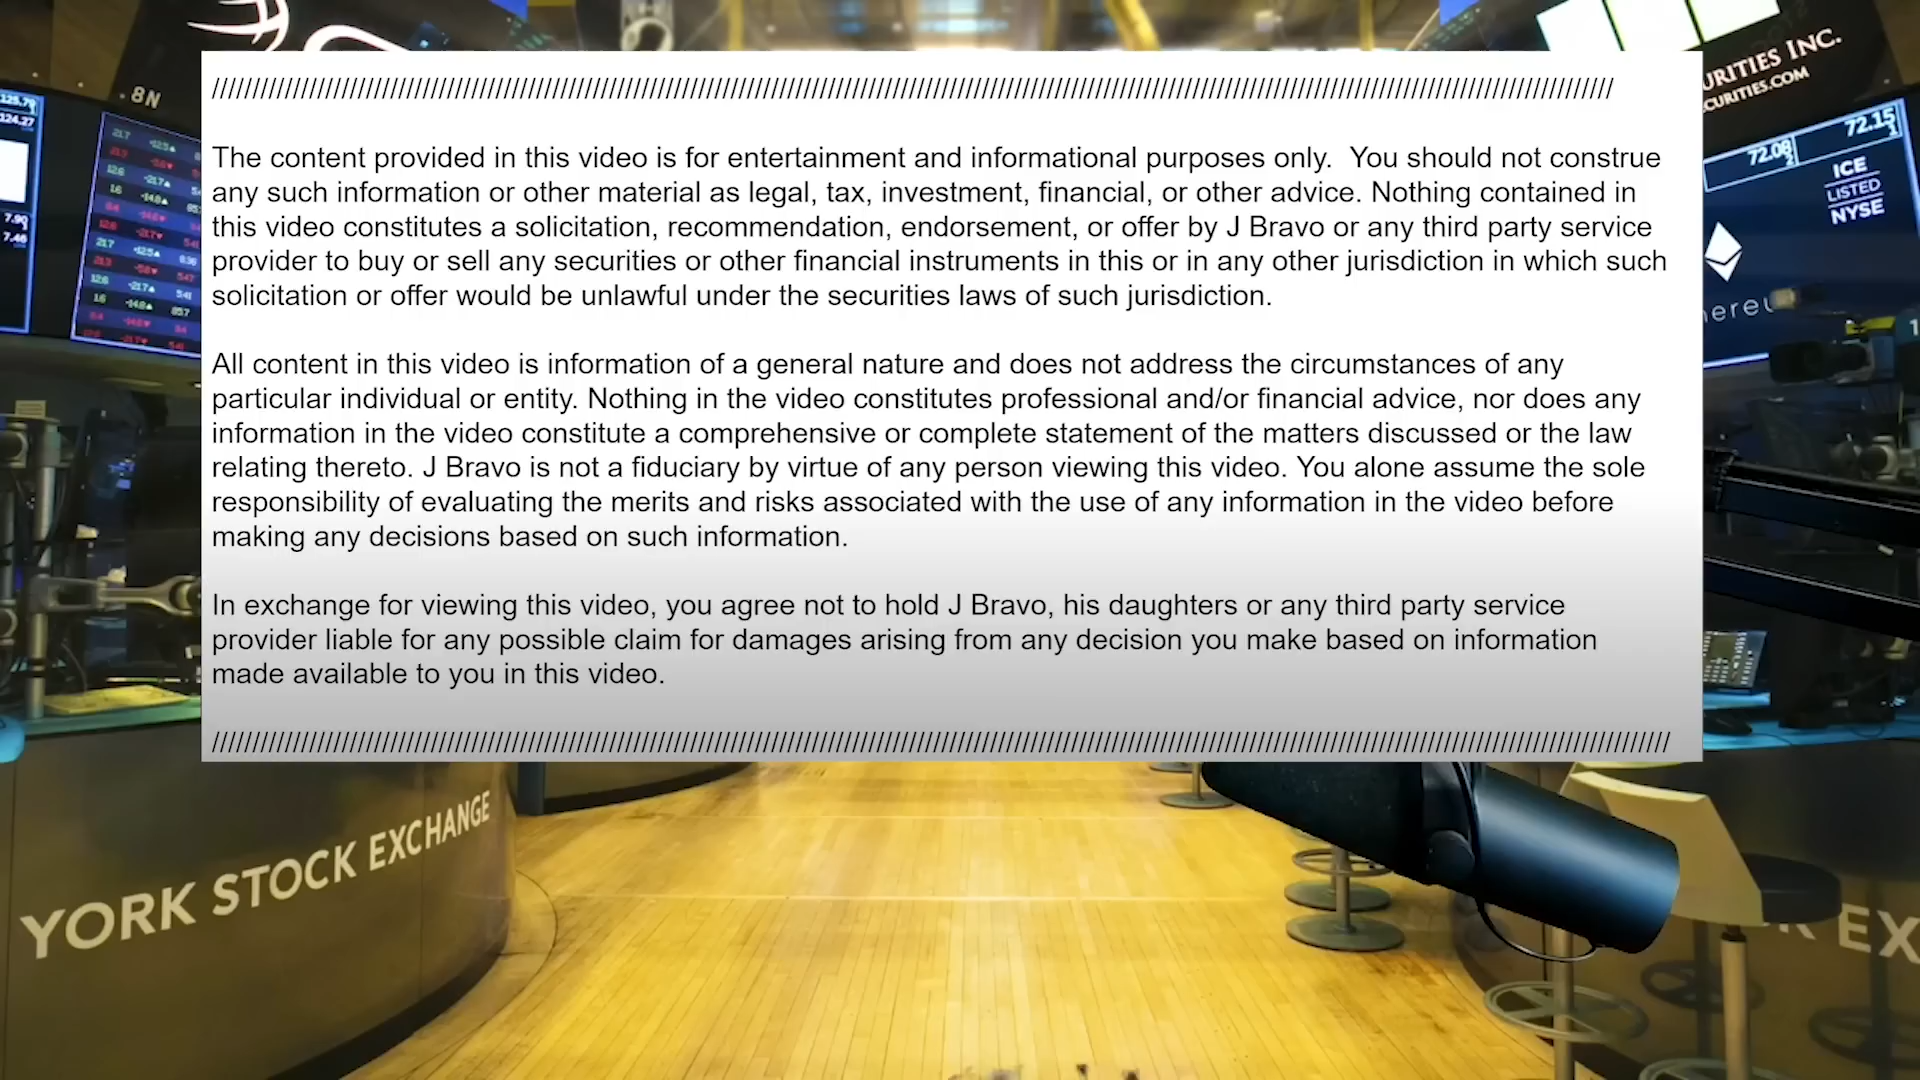 ////////////////////////////////////////////////////////////////////////////////////////////////////////////////////////////////////////////////////////////////////////////////
The content provided in this video is for entertainment and informational purposes only.  You should not construe
any such information or other material as legal, tax, investment, financial, or other advice. Nothing contained in
this video constitutes a solicitation, recommendation, endorsement, or offer by J Bravo or any third party service
provider to buy or sell any securities or other financial instruments in this or in any other jurisdiction in which such
solicitation or offer would be unlawful under the securities laws of such jurisdiction.
All content in this video is information of a general nature and does not address the circumstances of any
particular individual or entity. Nothing in the video constitutes professional and/or financial advice, nor does any
information in the video constitute a comprehensive or complete statement of the matters discussed or the law
relating thereto. J Bravo is not a fiduciary by virtue of any person viewing this video. You alone assume the sole
responsibility of evaluating the merits and risks associated with the use of any information in the video before
making any decisions based on such information.
In exchange for viewing this video, you agree not to hold J Bravo, his daughters or any third party service
provider liable for any possible claim for damages arising from any decision you make based on information
made available to you in this video.
////////////////////////////////////////////////////////////////////////////////////////////////////////////////////////////////////////////////////////////////////////////////////////
8N
124.27
7.90
7.46
URITIES INC.
CURITIES.COM
72.08
72.15
ICE
LISTED
NYSE
YORK STOCK EXCHANGE
EX